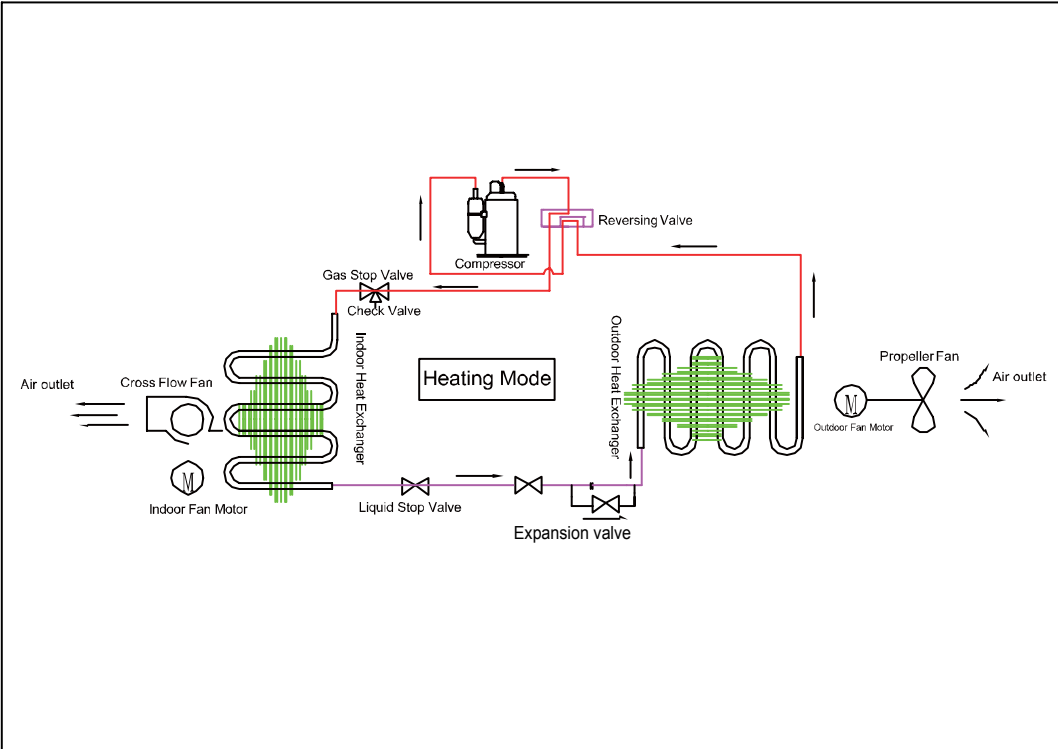 Reversing Valve
Compressor
Gas Stop Valve
Check Valve
Indoor Heat Exchanger
Heating Mode
Outdoor Heat Exchanger
Propeller Fan
Air outlet
Cross Flow Fan
Air outlet
M
Outdoor Fan Motor
M
Indoor Fan Motor
Liquid Stop Valve
Expansion valve